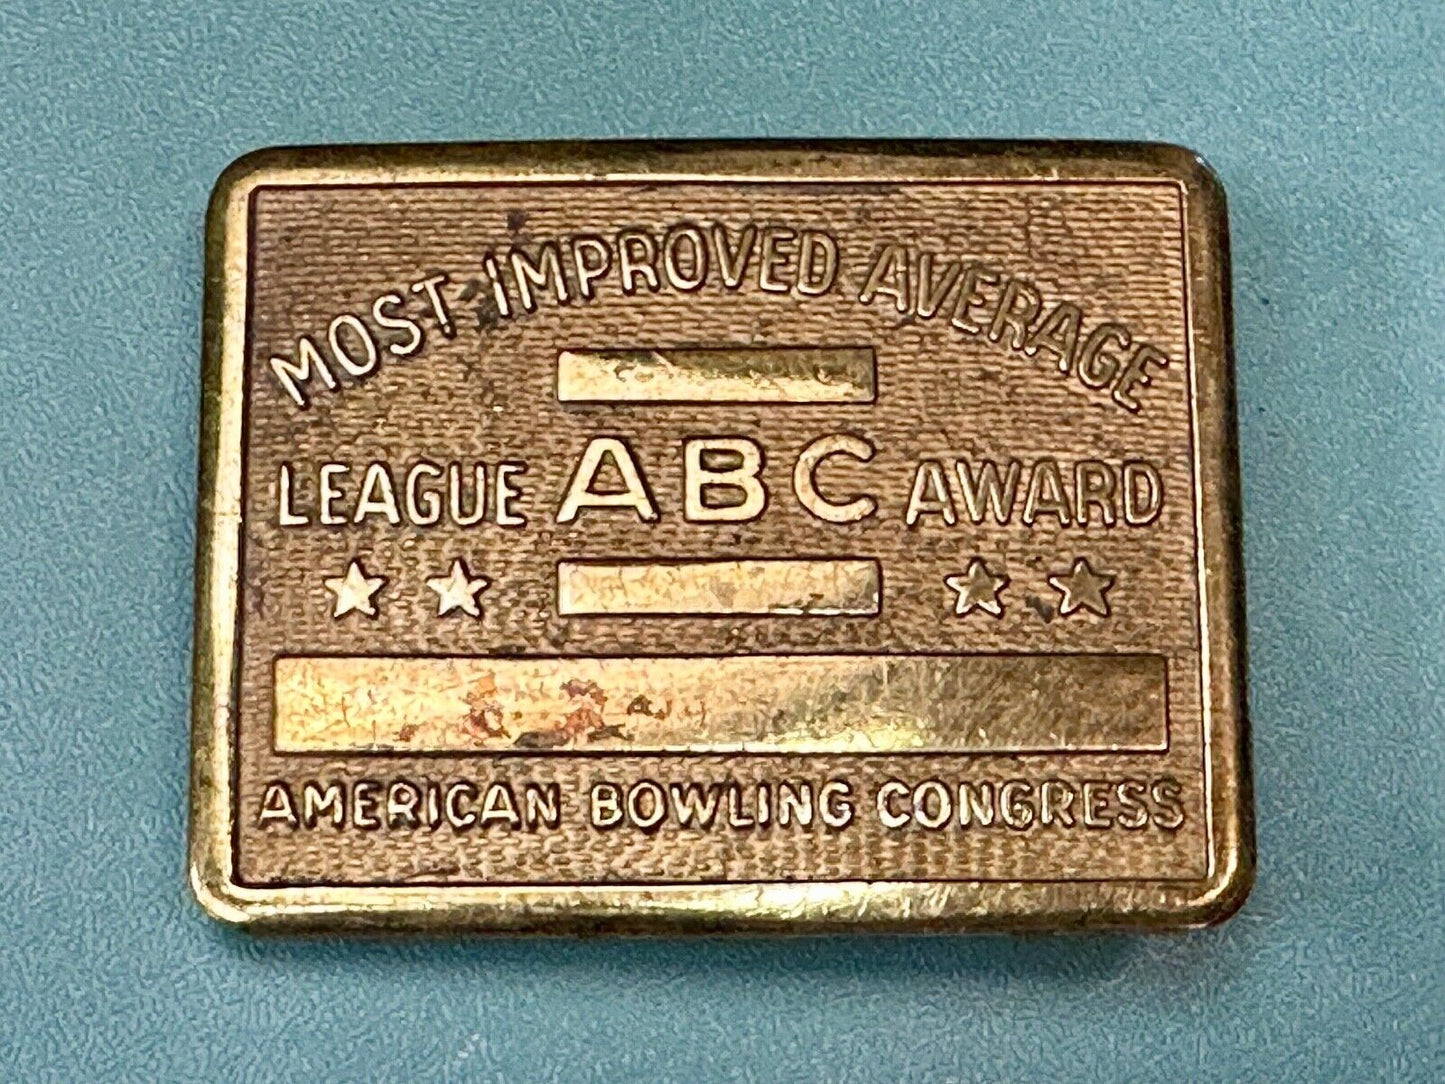 MOST IMPROVED AVERAGE
LEAGUE ABC AWARD
AMERICAN BOWLING CONGRESS